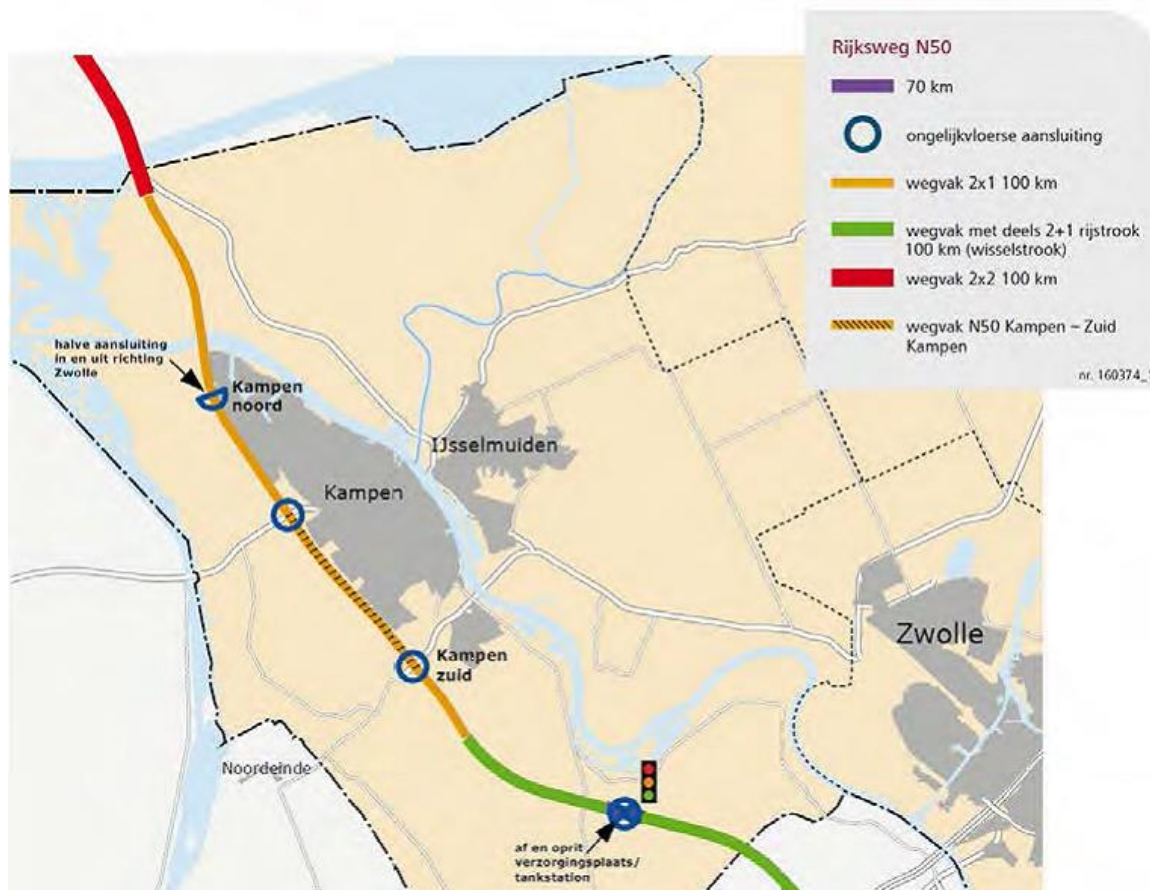 Rijksweg N50
70 km
ongelijkvloerse aansluiting
wegvak 2x1 100 km
wegvak met deels 2+1 rijstrook
100 km (wisselstrook)
wegvak 2x2 100 km
wegvak N50 Kampen – Zuid
Kampen
nr. 160374_
halve aansluiting
in en uit richting
Zwolle
Kampen
noord
IJsselmuiden
Kampen
Zwolle
Kampen
zuid
Noordeinde
af en oprit
verzorgingsplaats/
tankstation